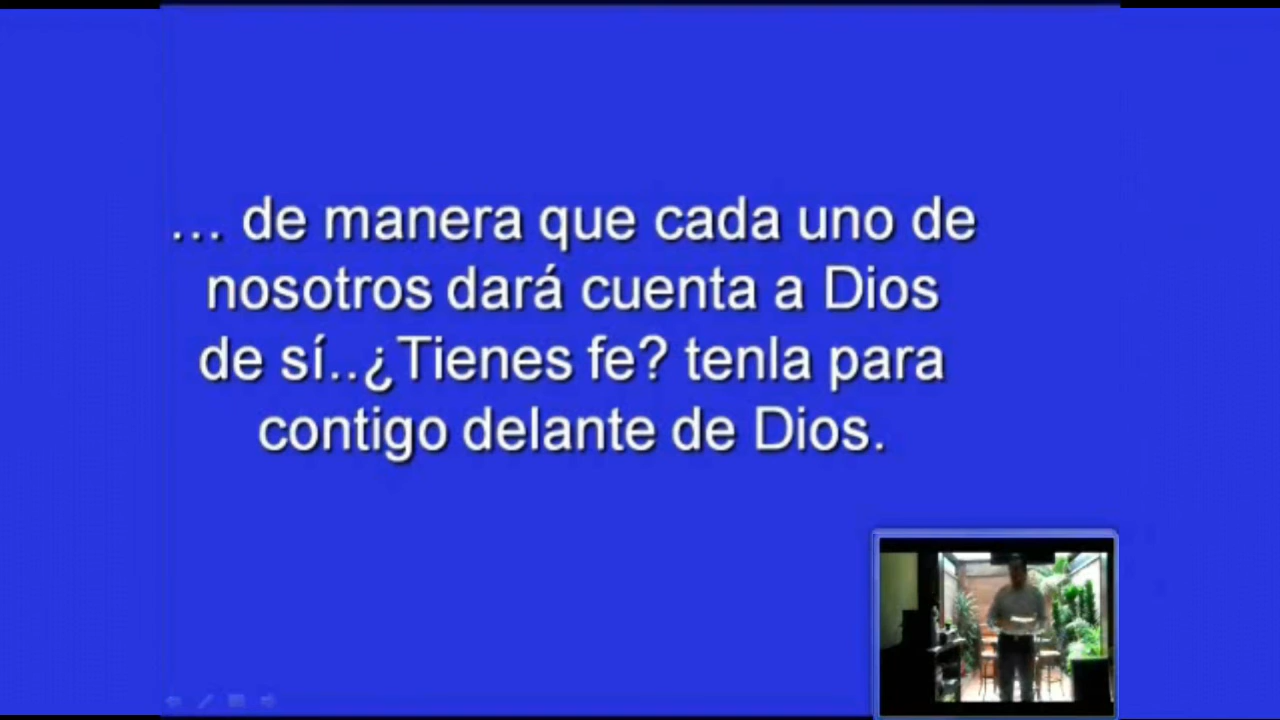 ... de manera que cada uno de
nosotros dará cuenta a Dios
de sí..¿Tienes fe? tenla para
contigo delante de Dios.